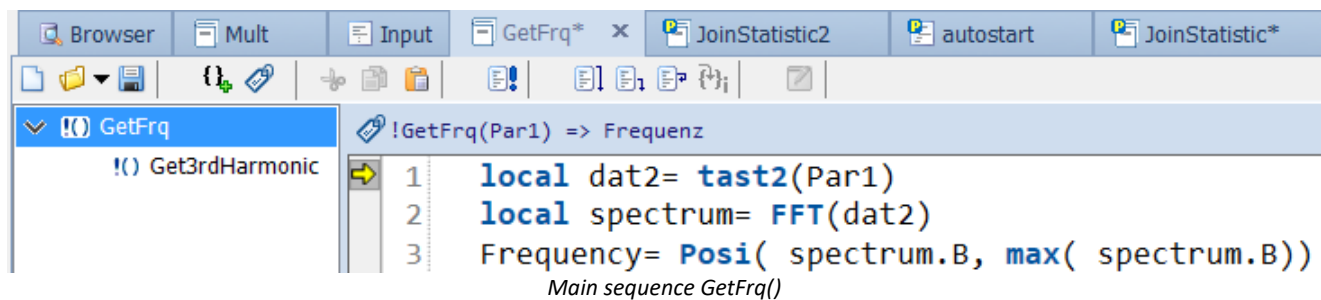 Browser Mult Input GetFrq* × JoinStatistic2 autostart JoinStatistic*
!() GetFrq
!GetFrq(Par1) => Frequenz
!() Get3rdHarmonic
1 local dat2= tast2(Par1)
2 local spectrum= FFT(dat2)
3 Frequency= Posi( spectrum.B, max( spectrum.B))
Main sequence GetFrq()